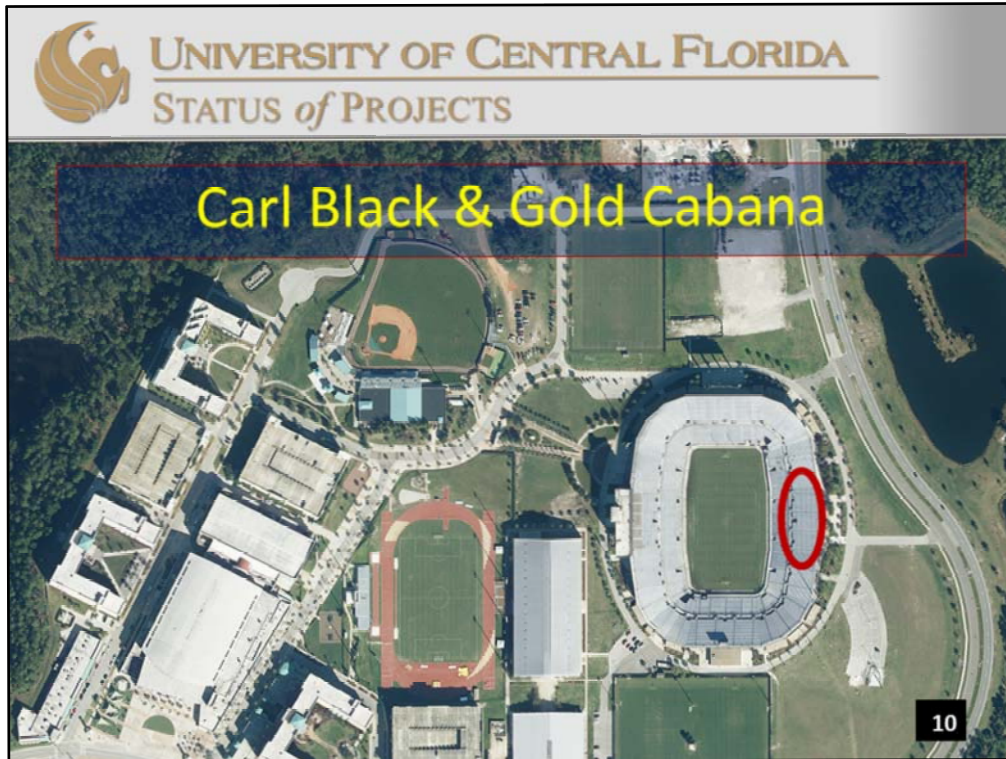 UNIVERSITY OF CENTRAL FLORIDA
STATUS of PROJECTS
Carl Black & Gold Cabana
10